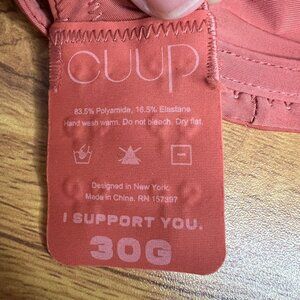 CUUP
83.5% Polyamide, 16.5% Elastane
Hand wash warm. Do not bleach. Dry flat.
Designed in New York.
Made in China. RN 157397
I SUPPORT YOU.
30G